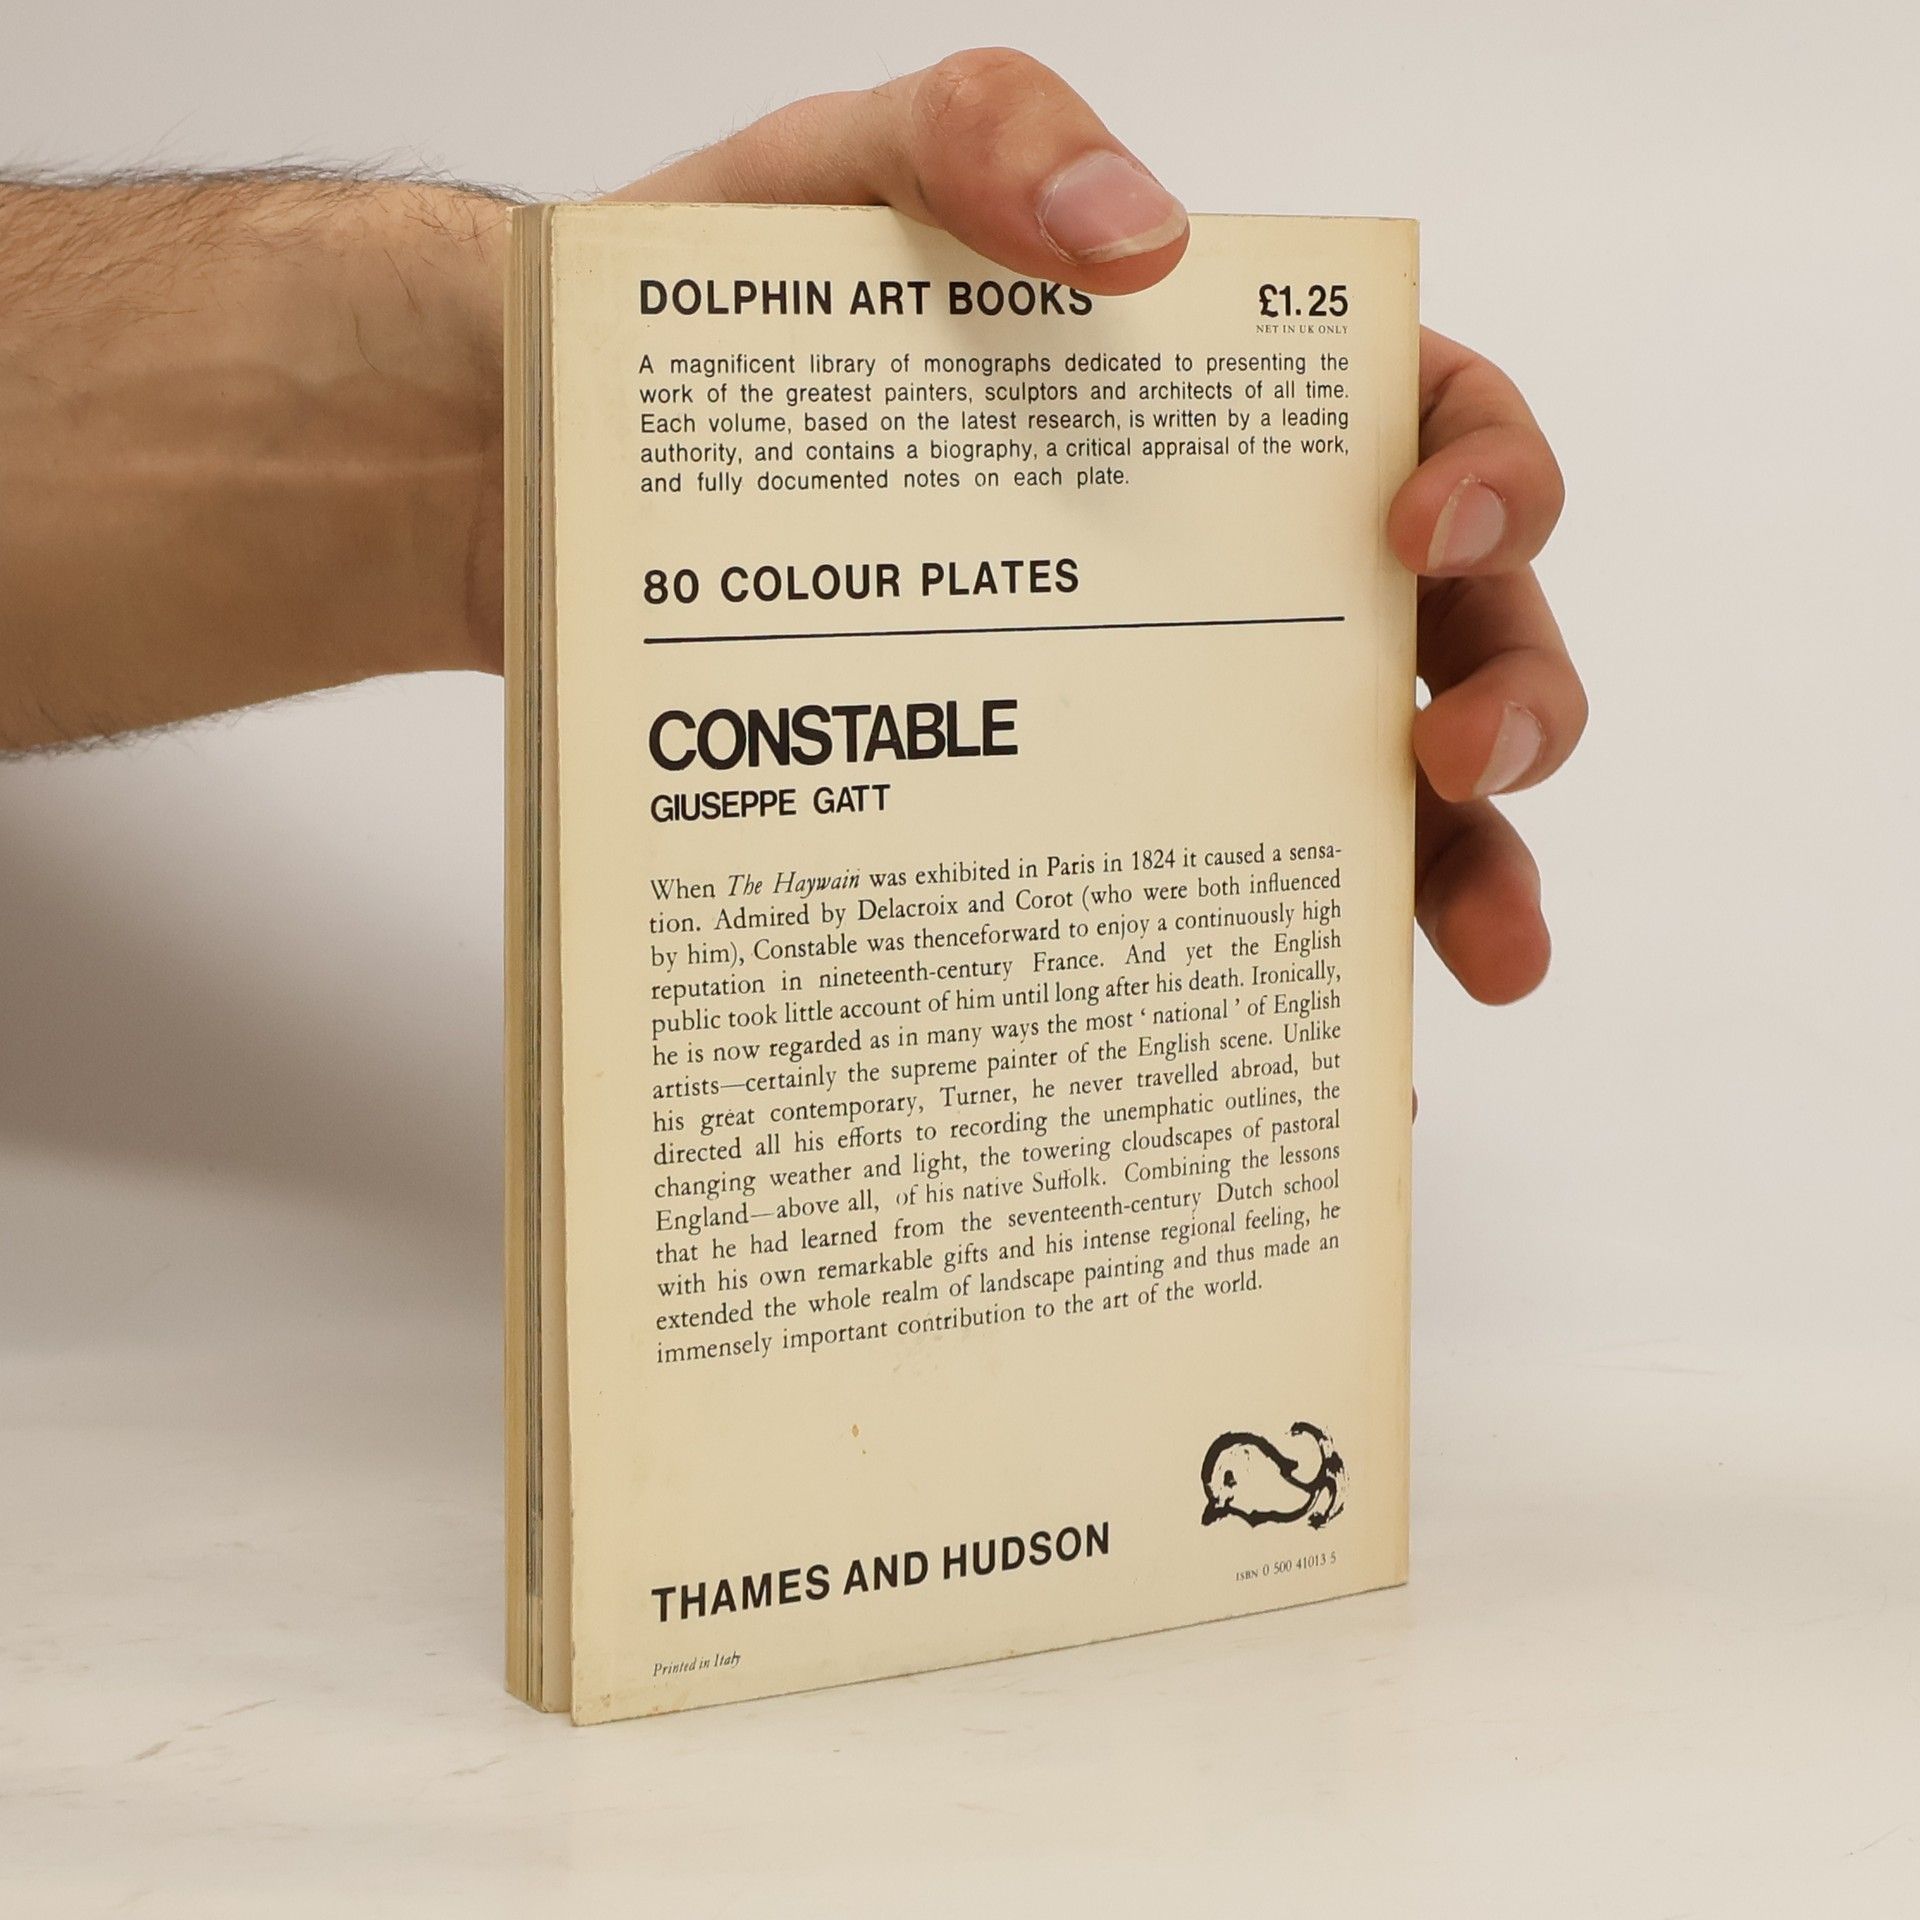 DOLPHIN ART BOOKS
£1.25
NET IN UK ONLY
A magnificent library of monographs dedicated to presenting the
work of the greatest painters, sculptors and architects of all time.
Each volume, based on the latest research, is written by a leading
authority, and contains a biography, a critical appraisal of the work,
and fully documented notes on each plate.
80 COLOUR PLATES
CONSTABLE
GIUSEPPE GATT
When The Haywain was exhibited in Paris in 1824 it caused a sensa-
tion. Admired by Delacroix and Corot (who were both influenced
by him), Constable was thenceforward to enjoy a continuously high
reputation in nineteenth-century France. And yet the English
public took little account of him until long after his death. Ironically,
he is now regarded as in many ways the most ‘ national ’ of English
artists—certainly the supreme painter of the English scene. Unlike
his great contemporary, Turner, he never travelled abroad, but
directed all his efforts to recording the unemphatic outlines, the
changing weather and light, the towering cloudscapes of pastoral
England—above all, of his native Suffolk. Combining the lessons
that he had learned from the seventeenth-century Dutch school
with his own remarkable gifts and his intense regional feeling, he
extended the whole realm of landscape painting and thus made an
immensely important contribution to the art of the world.
THAMES AND HUDSON
ISBN 0 500 41013 5
Printed in Italy